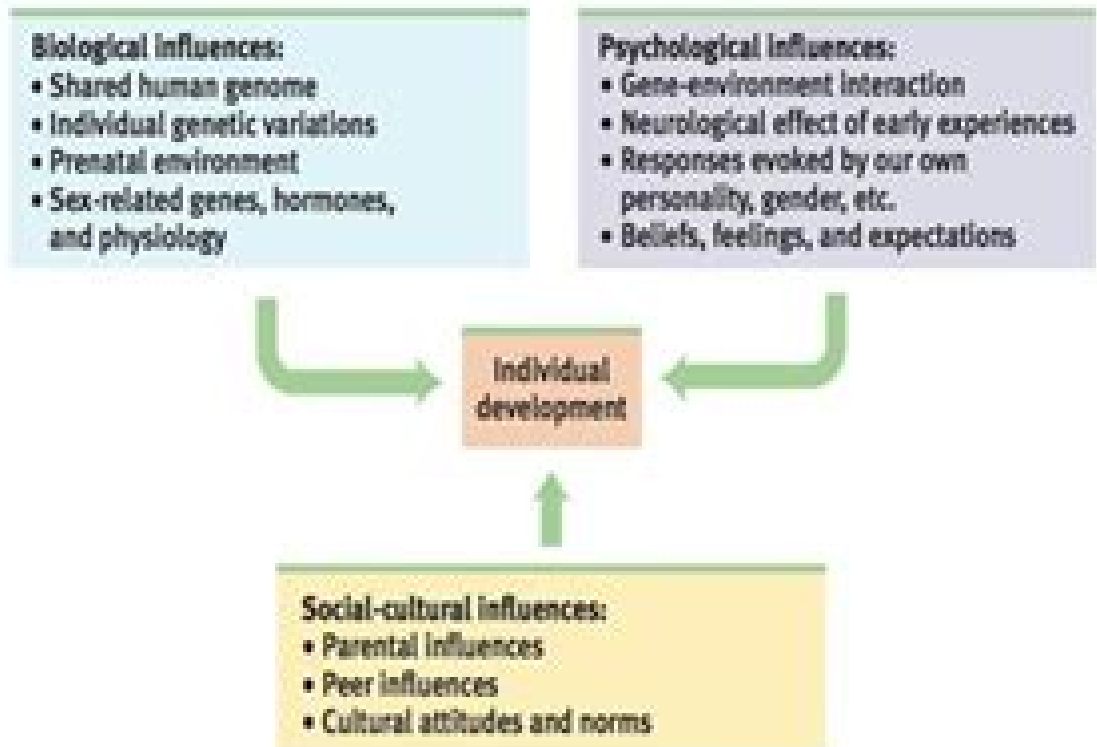 Biological influences:
• Shared human genome
• Individual genetic variations
• Prenatal environment
• Sex-related genes, hormones,
and physiology
Psychological influences:
• Gene-environment interaction
• Neurological effect of early experiences
• Responses evoked by our own
personality, gender, etc.
• Beliefs, feelings, and expectations
Individual
development
Social-cultural influences:
• Parental influences
• Peer influences
• Cultural attitudes and norms